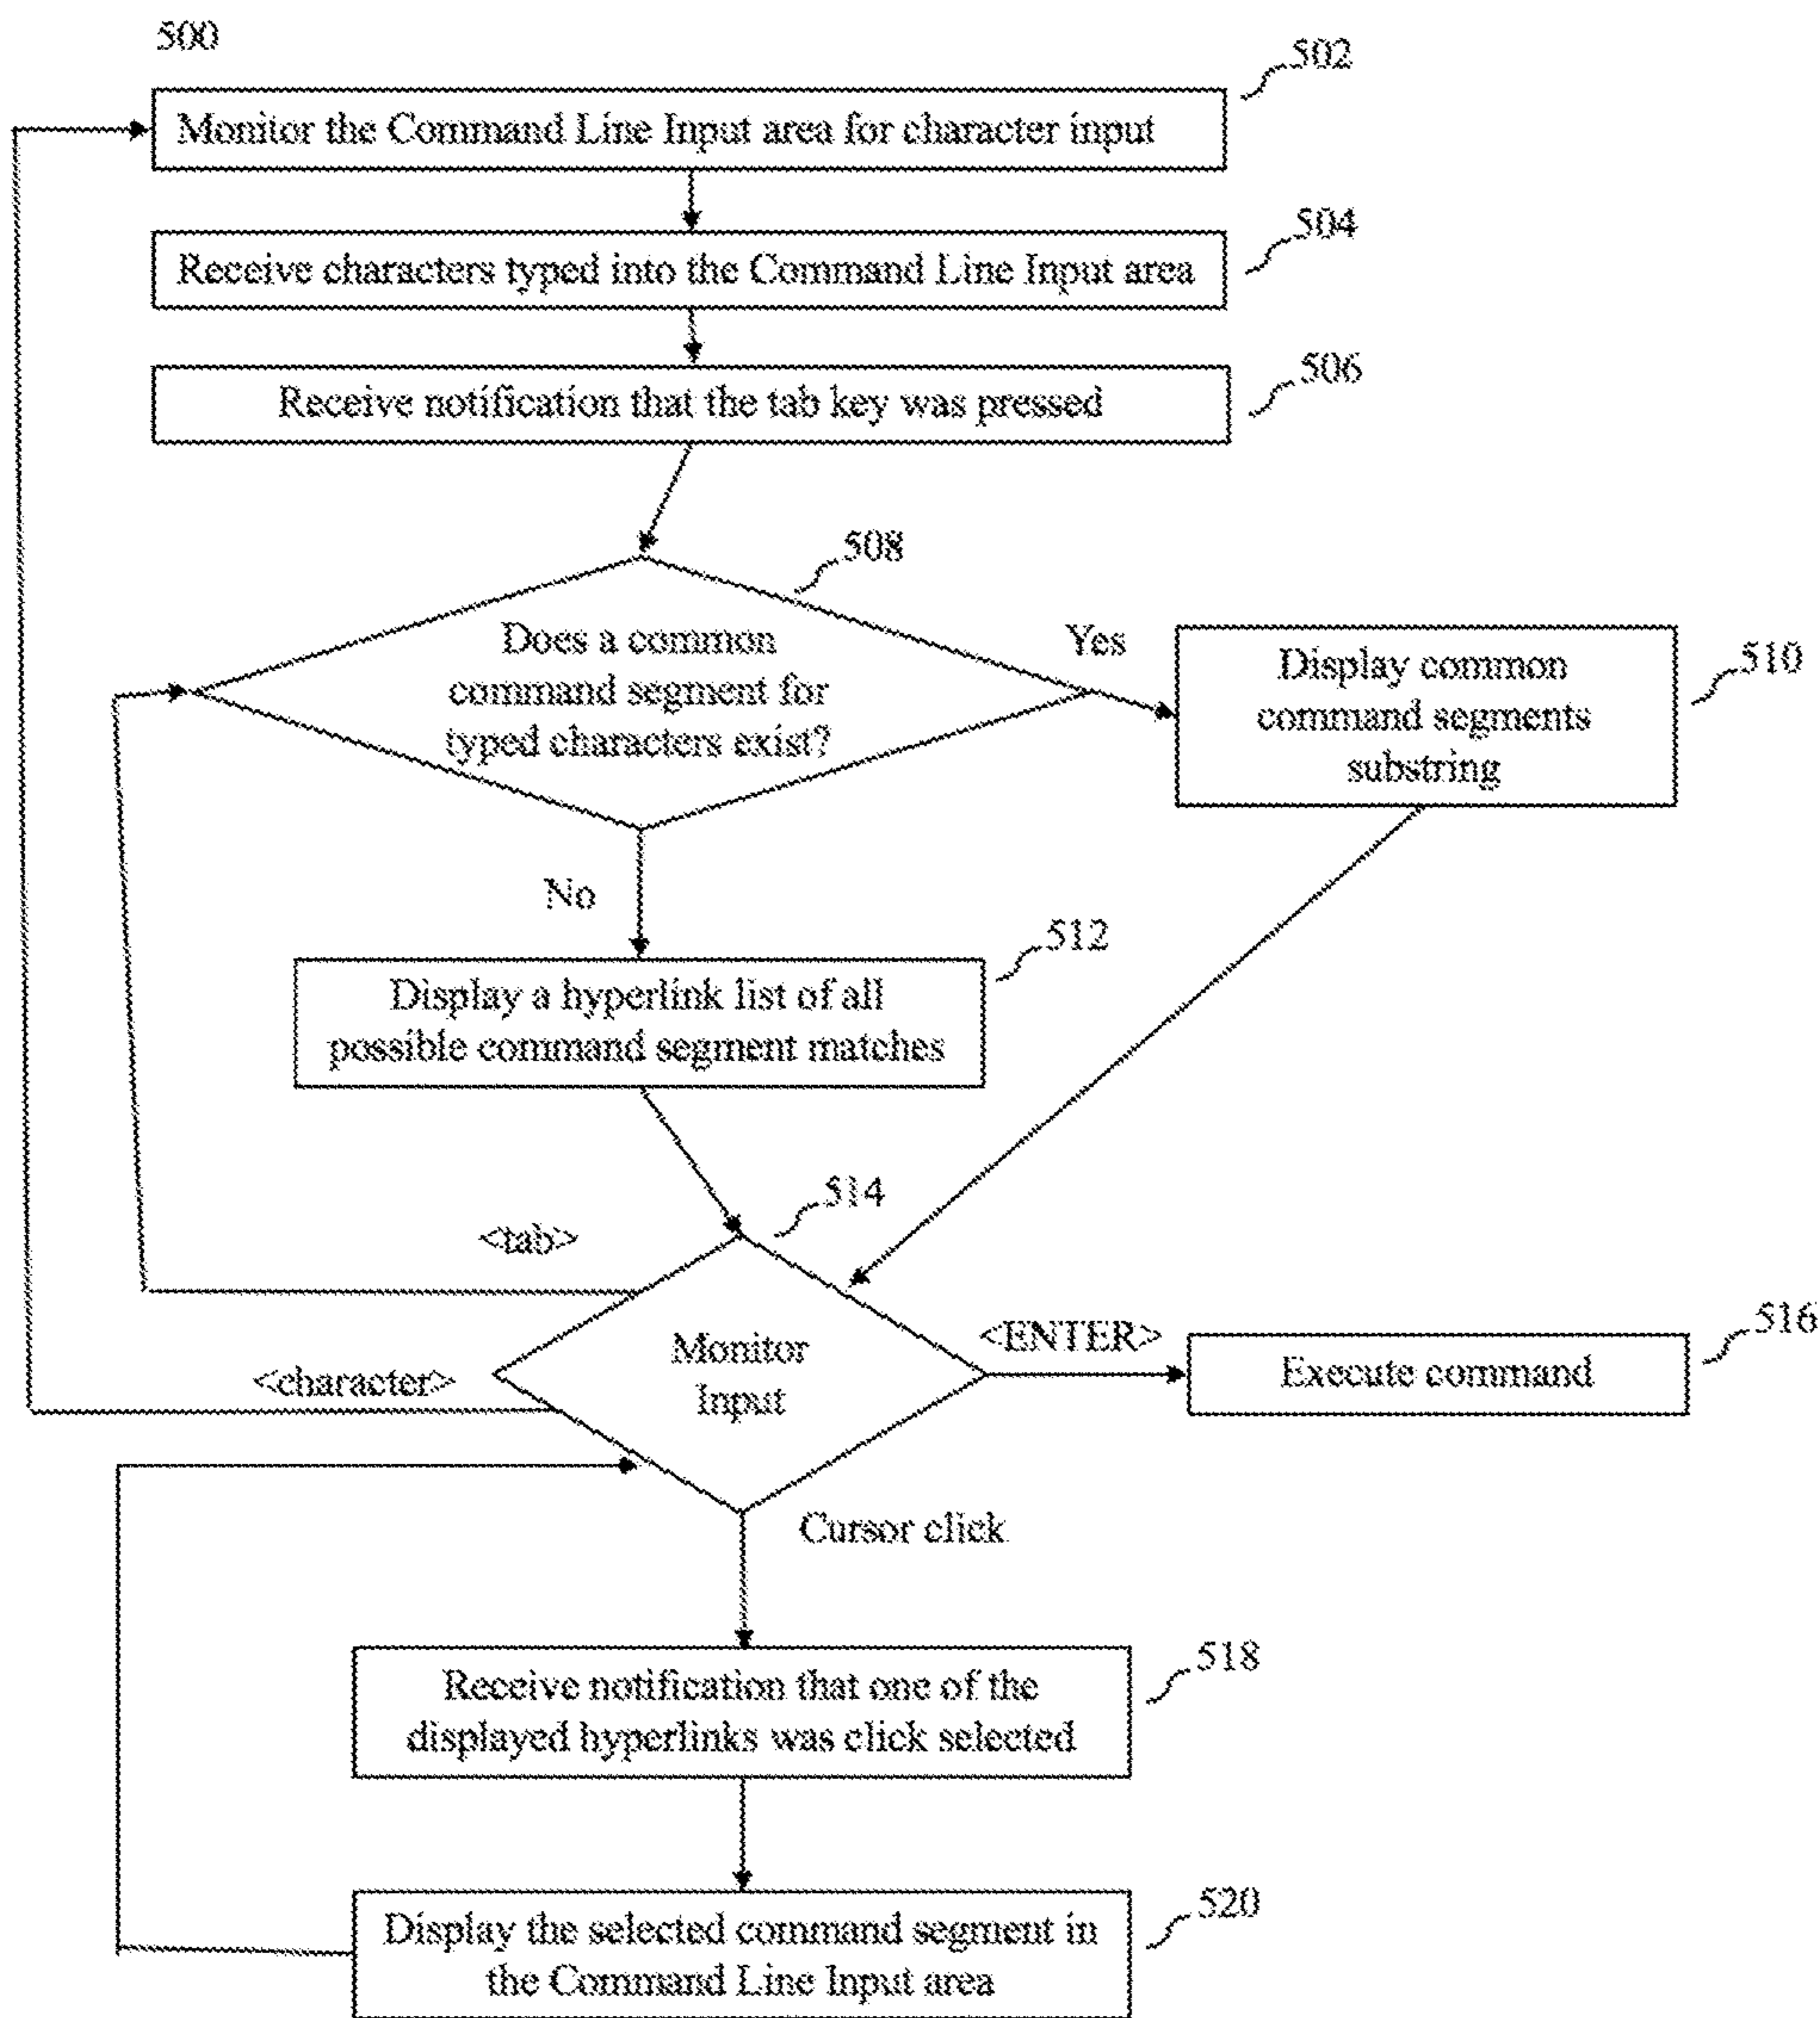 500
502
Monitor the Command Line Input area for character input
504
Receive characters typed into the Command Line Input area
506
Receive notification that the tab key was pressed
508
Does a common
command segment for
typed characters exist?
Yes
510
Display common
command segments
substring
No
512
Display a hyperlink list of all
possible command segment matches
514
<tab>
Monitor
Input
<ENTER>
516
Execute command
<character>
Cursor click
518
Receive notification that one of the
displayed hyperlinks was click selected
520
Display the selected command segment in
the Command Line Input area